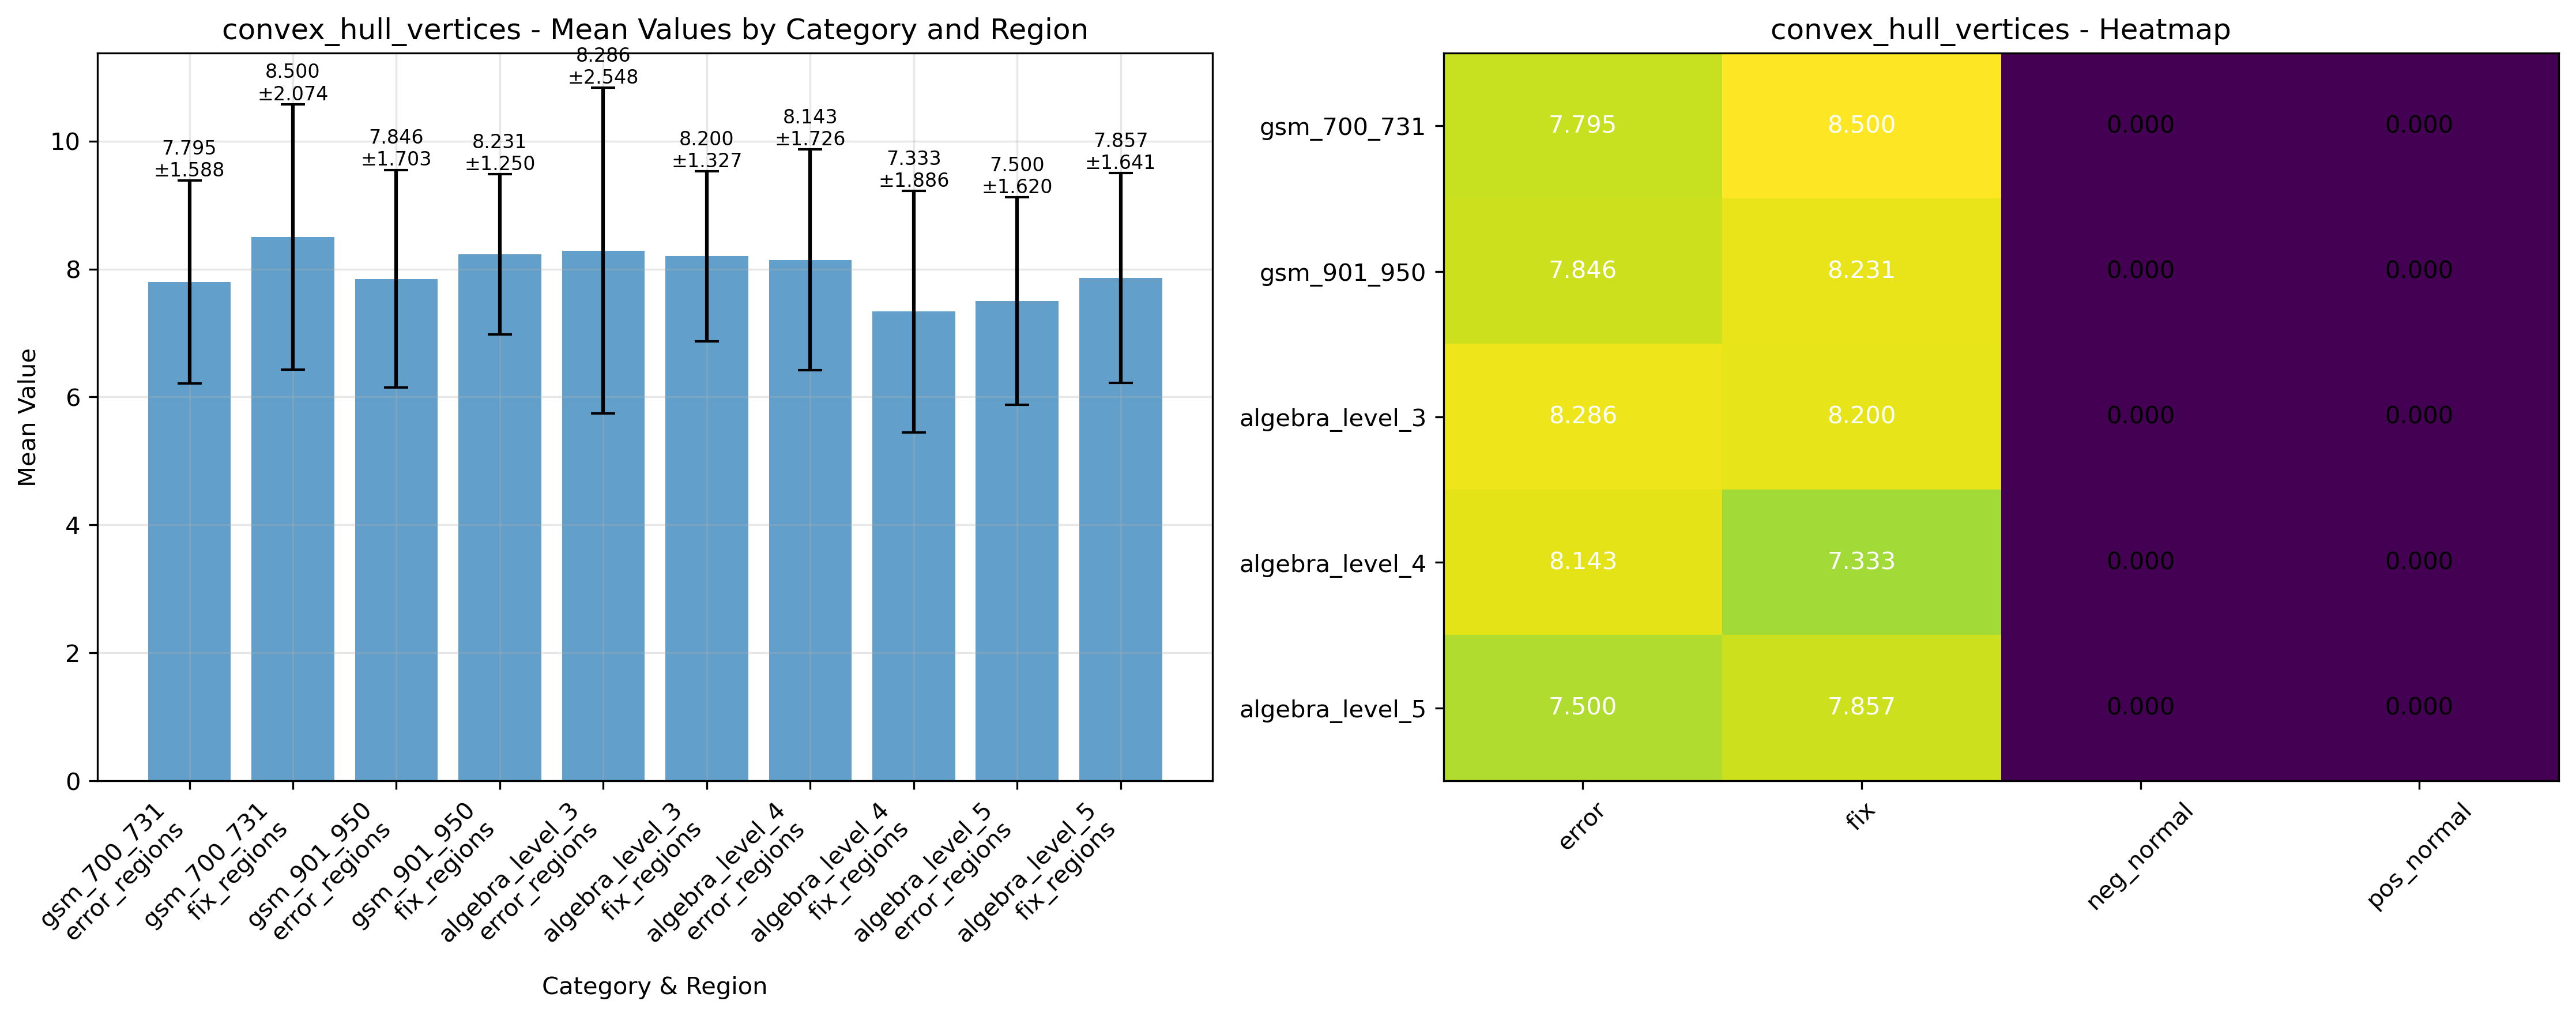 convex_hull_vertices - Mean Values by Category and Region
Mean Value
10
8
6
4
2
0
7.795
±1.588
8.500
±2.074
7.846
±1.703
8.231
±1.250
8.286
±2.548
8.200
±1.327
8.143
±1.726
7.333
±1.886
7.500
±1.620
7.857
±1.641
gsm_700_731
error_regions
gsm_700_731
fix_regions
gsm_901_950
error_regions
gsm_901_950
fix_regions
algebra_level_3
error_regions
algebra_level_3
fix_regions
algebra_level_4
error_regions
algebra_level_4
fix_regions
algebra_level_5
error_regions
algebra_level_5
fix_regions
Category & Region
convex_hull_vertices - Heatmap
gsm_700_731 7.795 8.500 0.000 0.000
gsm_901_950 7.846 8.231 0.000 0.000
algebra_level_3 8.286 8.200 0.000 0.000
algebra_level_4 8.143 7.333 0.000 0.000
algebra_level_5 7.500 7.857 0.000 0.000
error fix neg_normal pos_normal